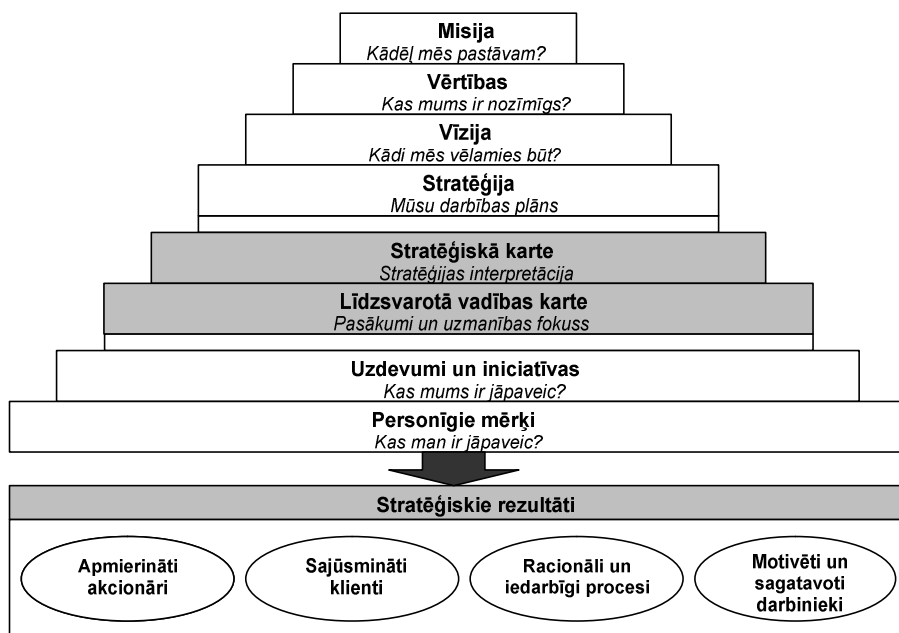 Misija
Kādēļ mēs pastāvam?
Vērtības
Kas mums ir nozīmīgs?
Vīzija
Kādi mēs vēlamies būt?
Stratēģija
Mūsu darbības plāns
Stratēģiskā karte
Stratēģijas interpretācija
Līdzsvarotā vadības karte
Pasākumi un uzmanības fokuss
Uzdevumi un iniciatīvas
Kas mums ir jāpaveic?
Personīgie mērķi
Kas man ir jāpaveic?
Stratēģiskie rezultāti
Apmierināti
akcionāri
Sajūsmināti
klienti
Racionāli un
iedarbīgi procesi
Motivēti un
sagatavoti
darbinieki